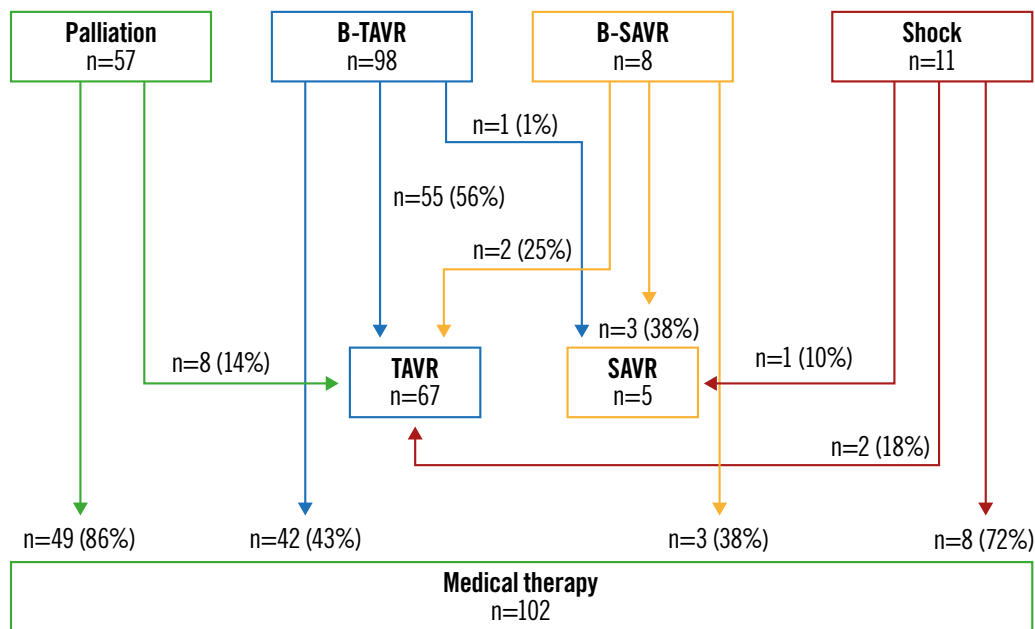 Palliation
n=57
B-TAVR
n=98
B-SAVR
n=8
Shock
n=11
n=1 (1%)
n=55 (56%)
n=2 (25%)
n=3 (38%)
n=8 (14%)
TAVR
n=67
SAVR
n=5
n=1 (10%)
n=2 (18%)
n=49 (86%)
n=42 (43%)
n=3 (38%)
n=8 (72%)
Medical therapy
n=102